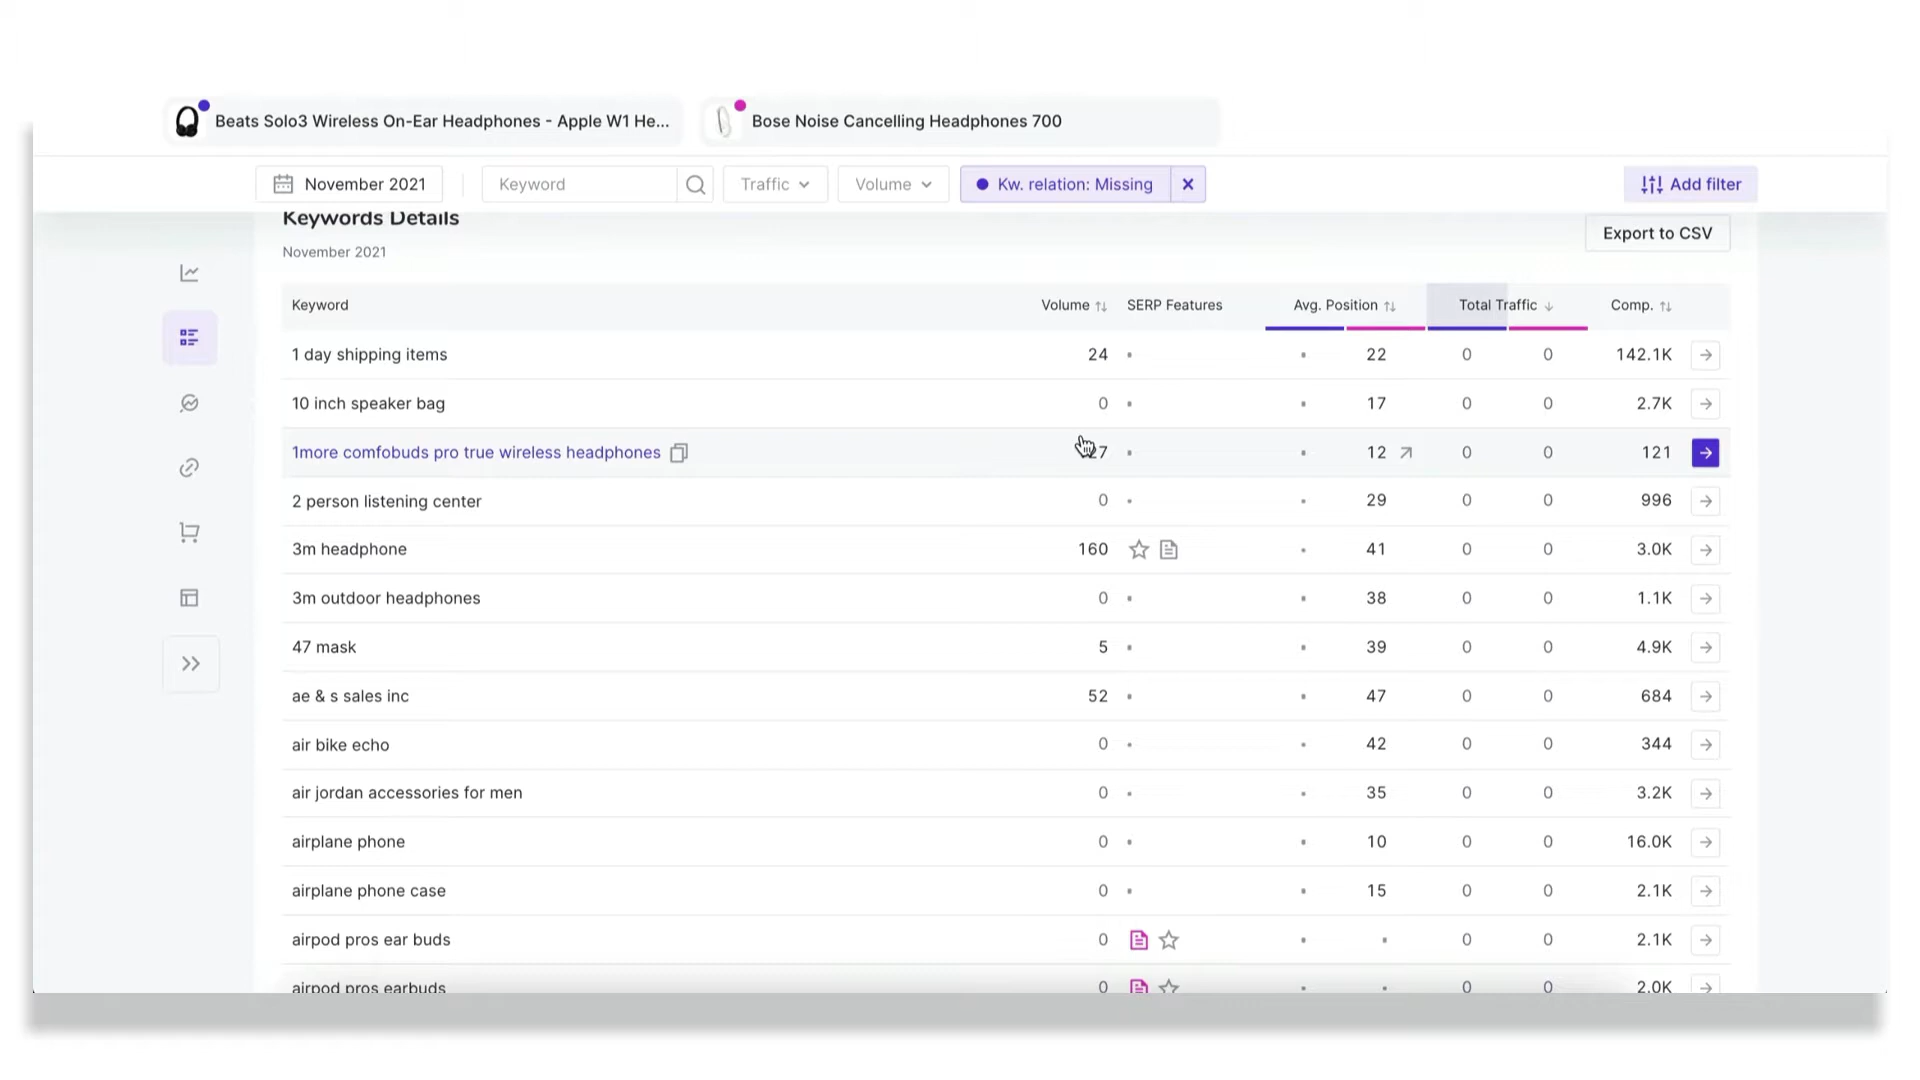 Beats Solo3 Wireless On-Ear Headphones - Apple W1 He...
Bose Noise Cancelling Headphones 700
November 2021
Keyword
Traffic
Volume
Kw. relation: Missing
Add filter
Keywords Details
November 2021
Export to CSV
Keyword Volume SERP Features Avg. Position Total Traffic Comp.
1 day shipping items 24 22 0 0 142.1K
10 inch speaker bag 0 17 0 0 2.7K
1more comfobuds pro true wireless headphones 12 0 0 121
2 person listening center 0 29 0 0 996
3m headphone 160 41 0 0 3.0K
3m outdoor headphones 0 38 0 0 1.1K
47 mask 5 39 0 0 4.9K
ae & s sales inc 52 47 0 0 684
air bike echo 0 42 0 0 344
air jordan accessories for men 0 35 0 0 3.2K
airplane phone 0 10 0 0 16.0K
airplane phone case 0 15 0 0 2.1K
airpod pros ear buds 0 0 0 2.1K
airpod pros earbuds 0 0 0 2.0K